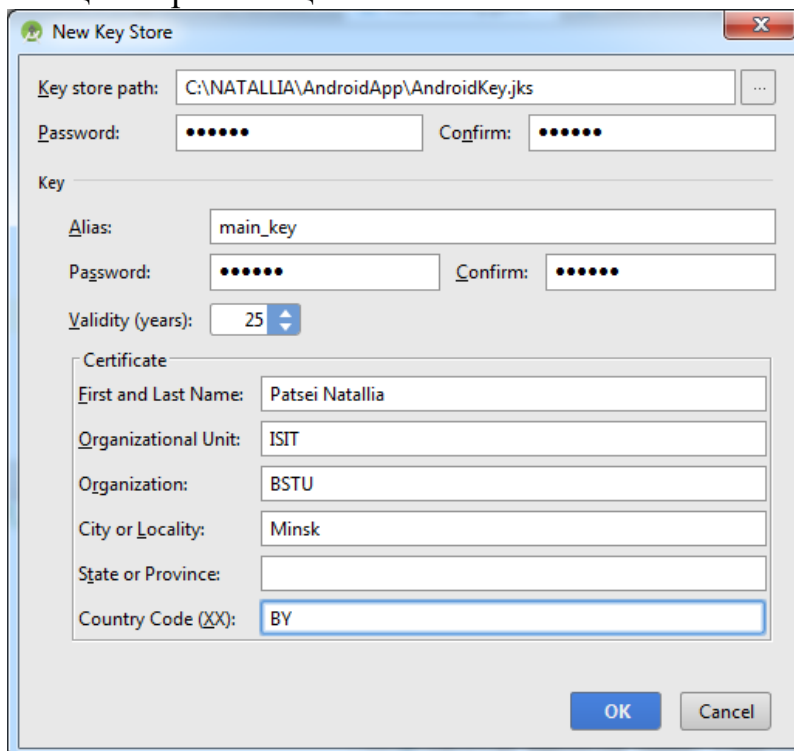 New Key Store
Key store path: C:\NATALLIA\AndroidApp\AndroidKey.jks ...
Password: •••••• Confirm: ••••••
Key
Alias: main_key
Password: •••••• Confirm: ••••••
Validity (years): 25
Certificate
First and Last Name: Patsei Natallia
Organizational Unit: ISIT
Organization: BSTU
City or Locality: Minsk
State or Province:
Country Code (XX): BY
OK Cancel